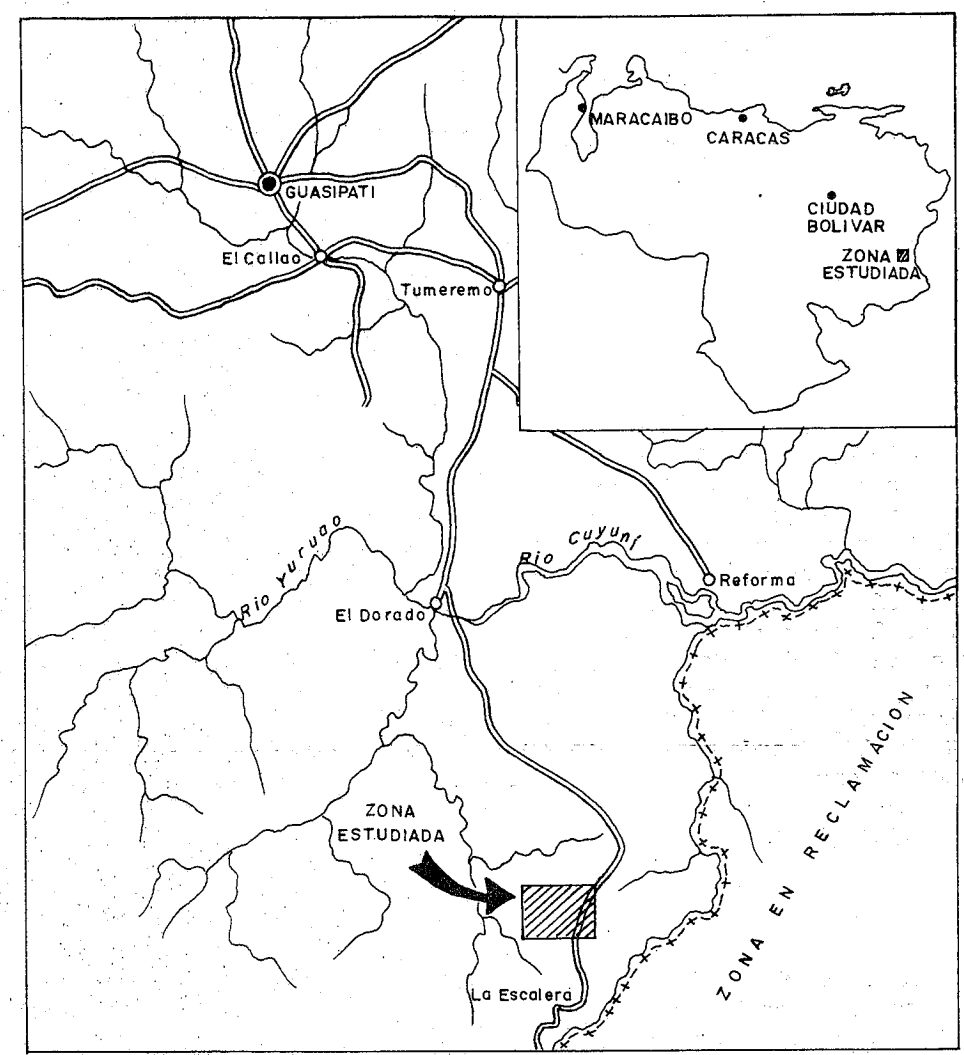 MARACAIBO
CARACAS
CIUDAD
BOLIVAR
ZONA
ESTUDIADA
GUASIPATI
El Callao
Tumeremo
Rio Yuruao
Rio Cuyuní
Reforma
El Dorado
ZONA
ESTUDIADA
La Escalera
ZONA EN RECLAMACION